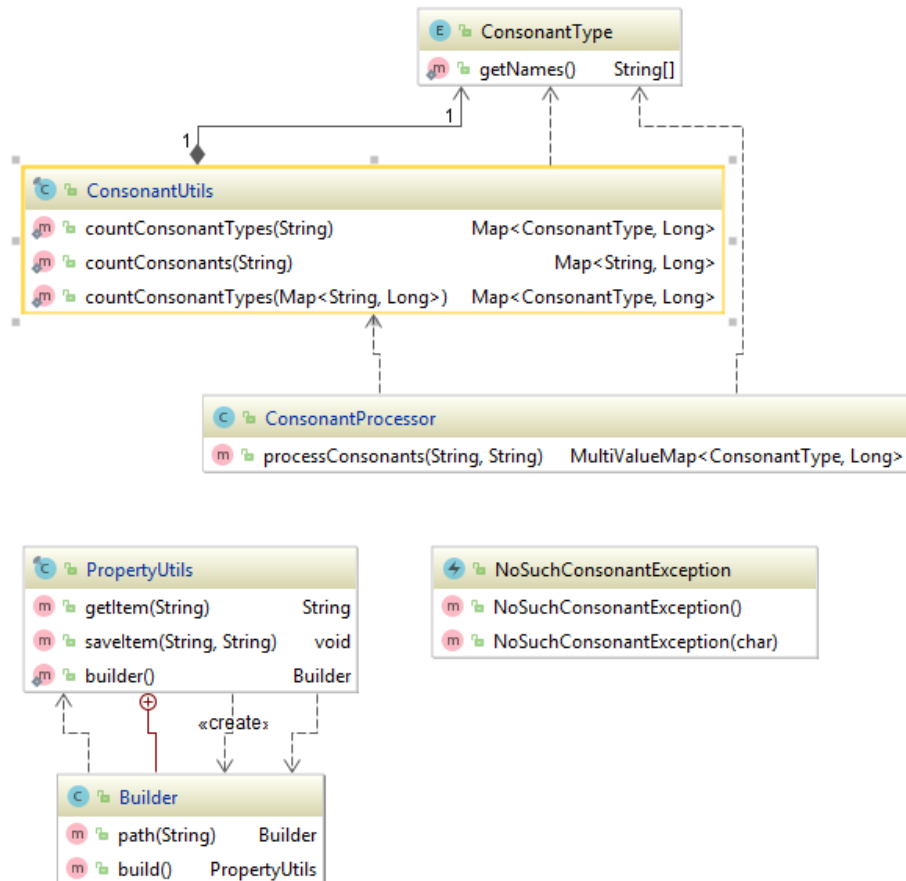 E ConsonantType
m getNames() String[]
1
1
C ConsonantUtils
m countConsonantTypes(String) Map<ConsonantType, Long>
m countConsonants(String) Map<String, Long>
m countConsonantTypes(Map<String, Long>) Map<ConsonantType, Long>
C ConsonantProcessor
m processConsonants(String, String) MultiValueMap<ConsonantType, Long>
C PropertyUtils
m getItem(String) String
m saveItem(String, String) void
m builder() Builder
NoSuchConsonantException
m NoSuchConsonantException()
m NoSuchConsonantException(char)
«create»
C Builder
m path(String) Builder
m build() PropertyUtils